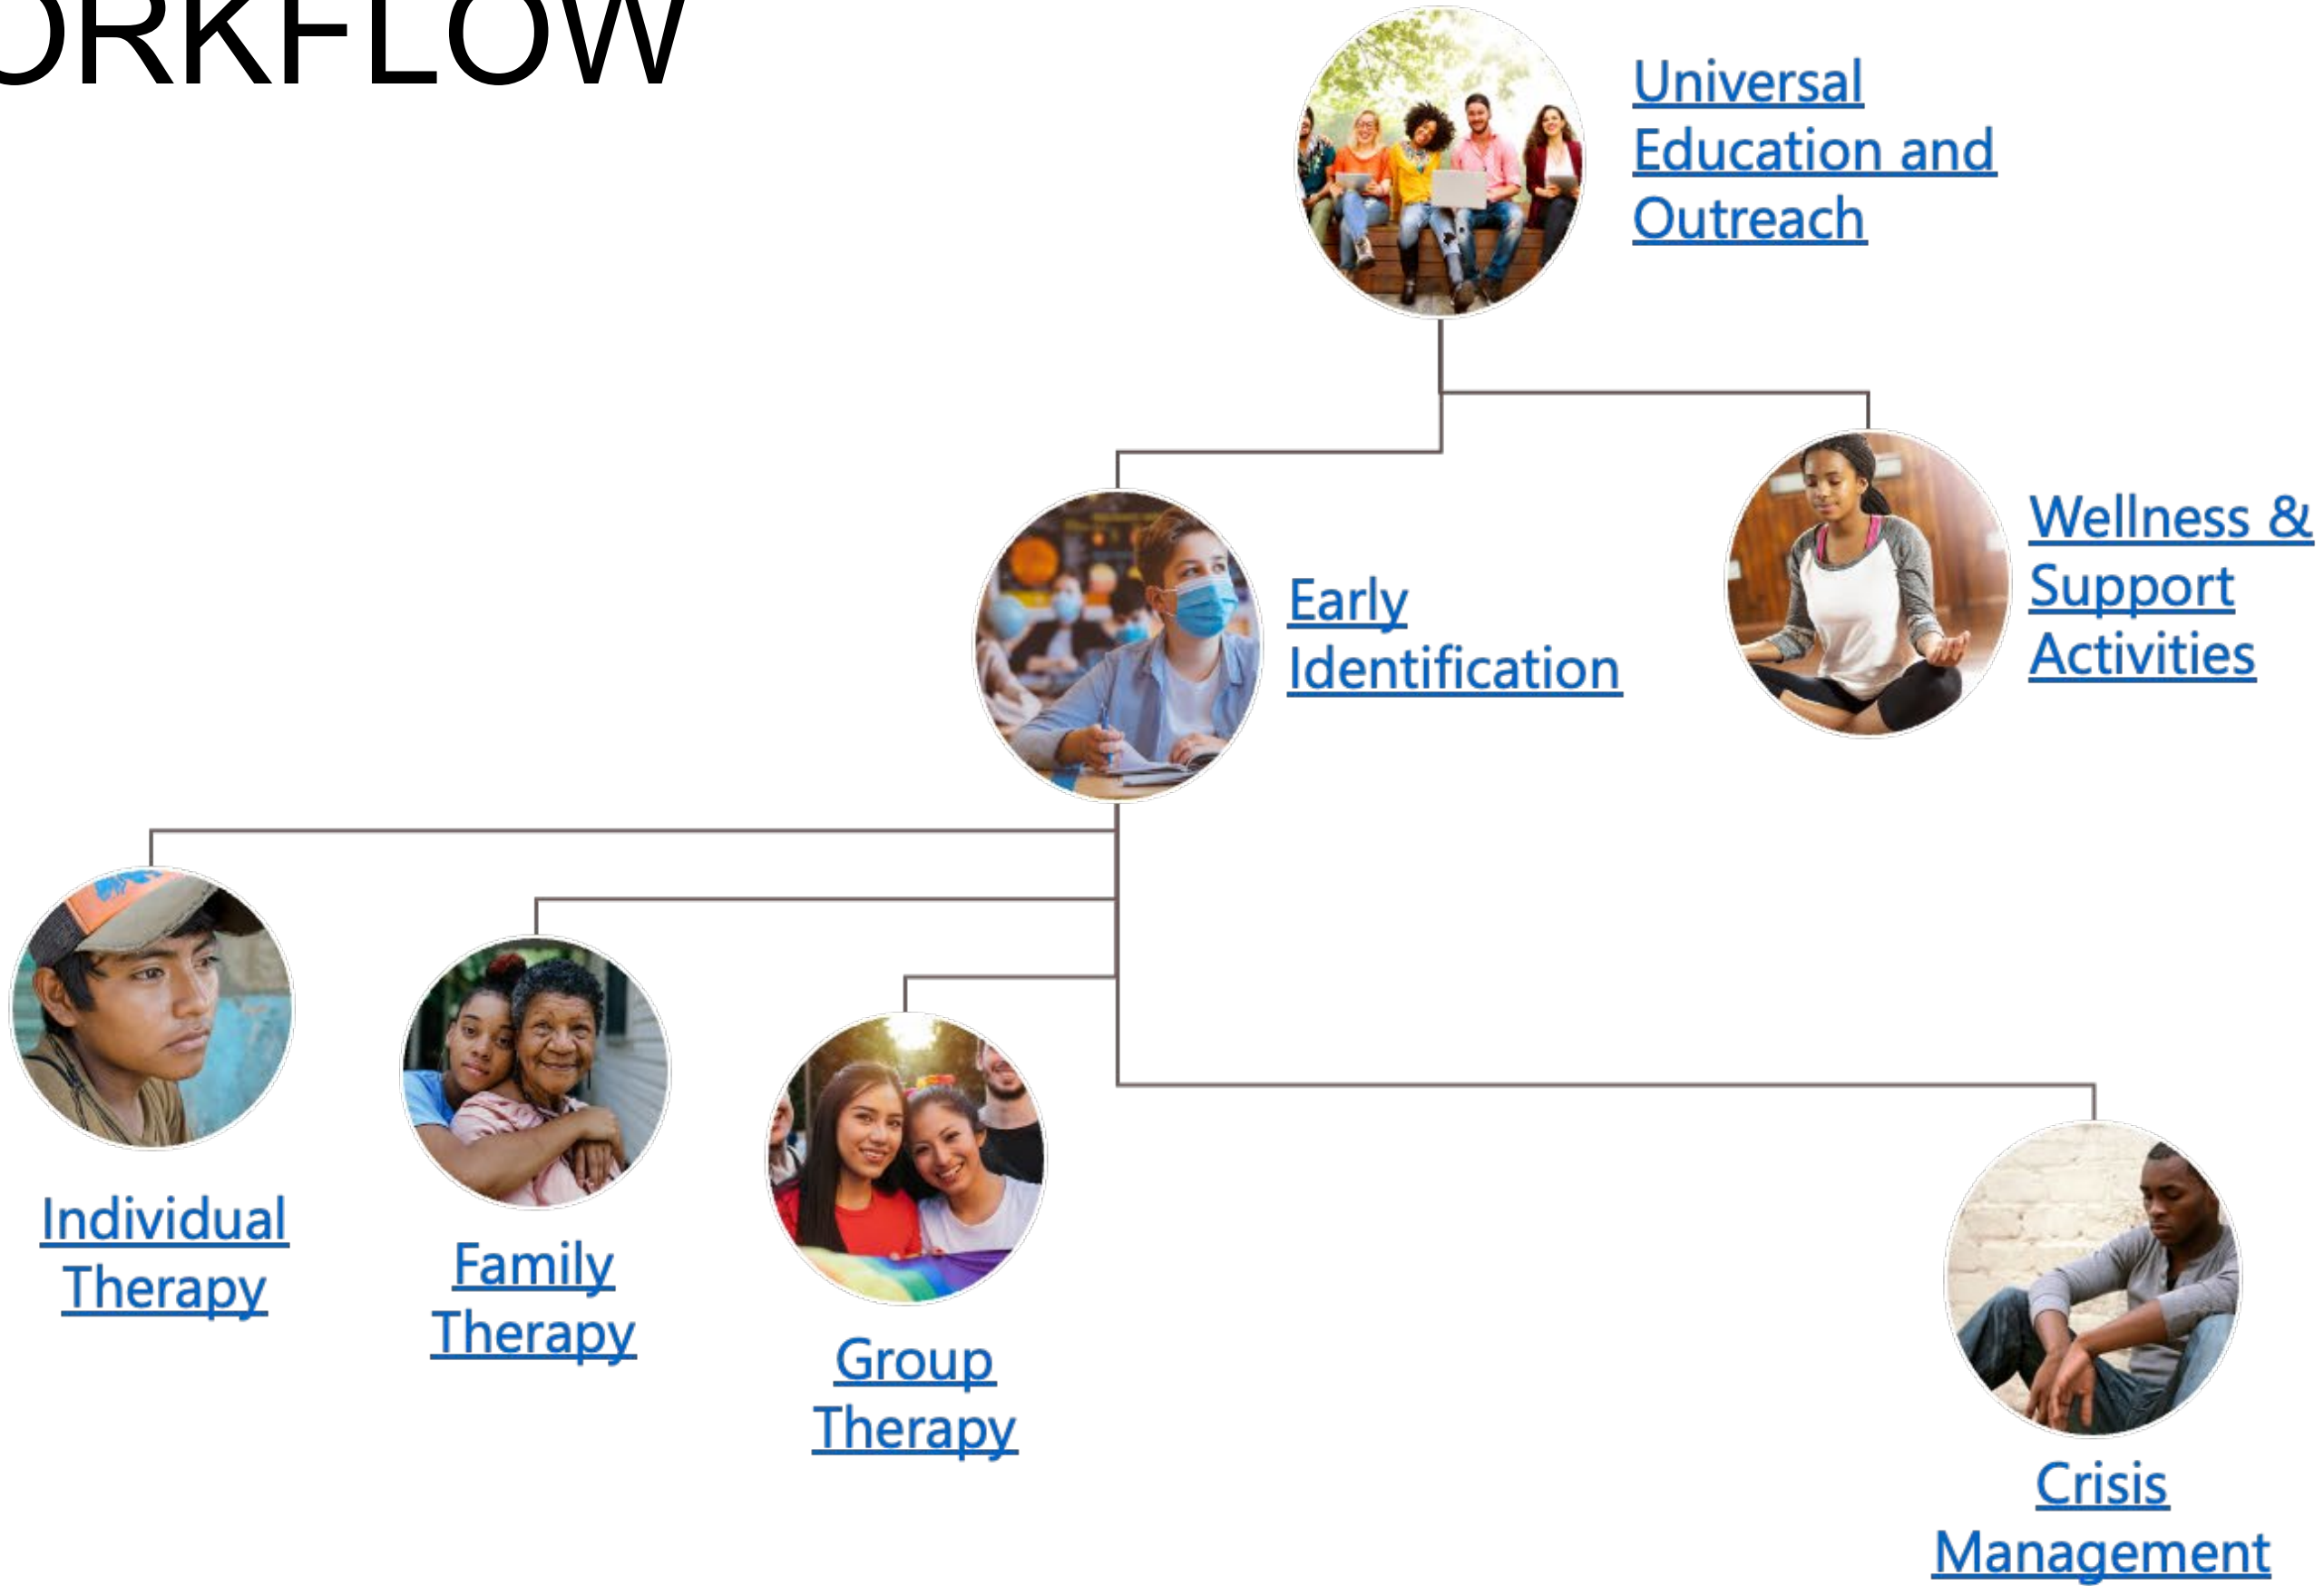 ORKFLOW
Universal
Education and
Outreach
Early
Identification
Wellness &
Support
Activities
Individual
Therapy
Family
Therapy
Group
Therapy
Crisis
Management